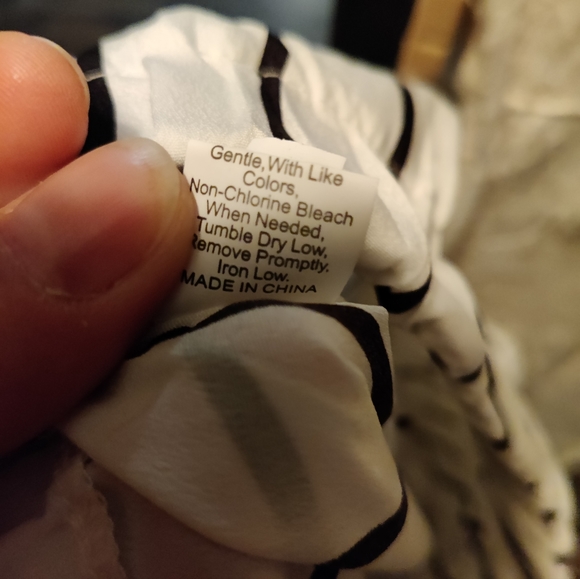 Gentle, With Like
Colors,
Non-Chlorine Bleach
When Needed,
Tumble Dry Low,
Remove Promptly.
Iron Low.
MADE IN CHINA